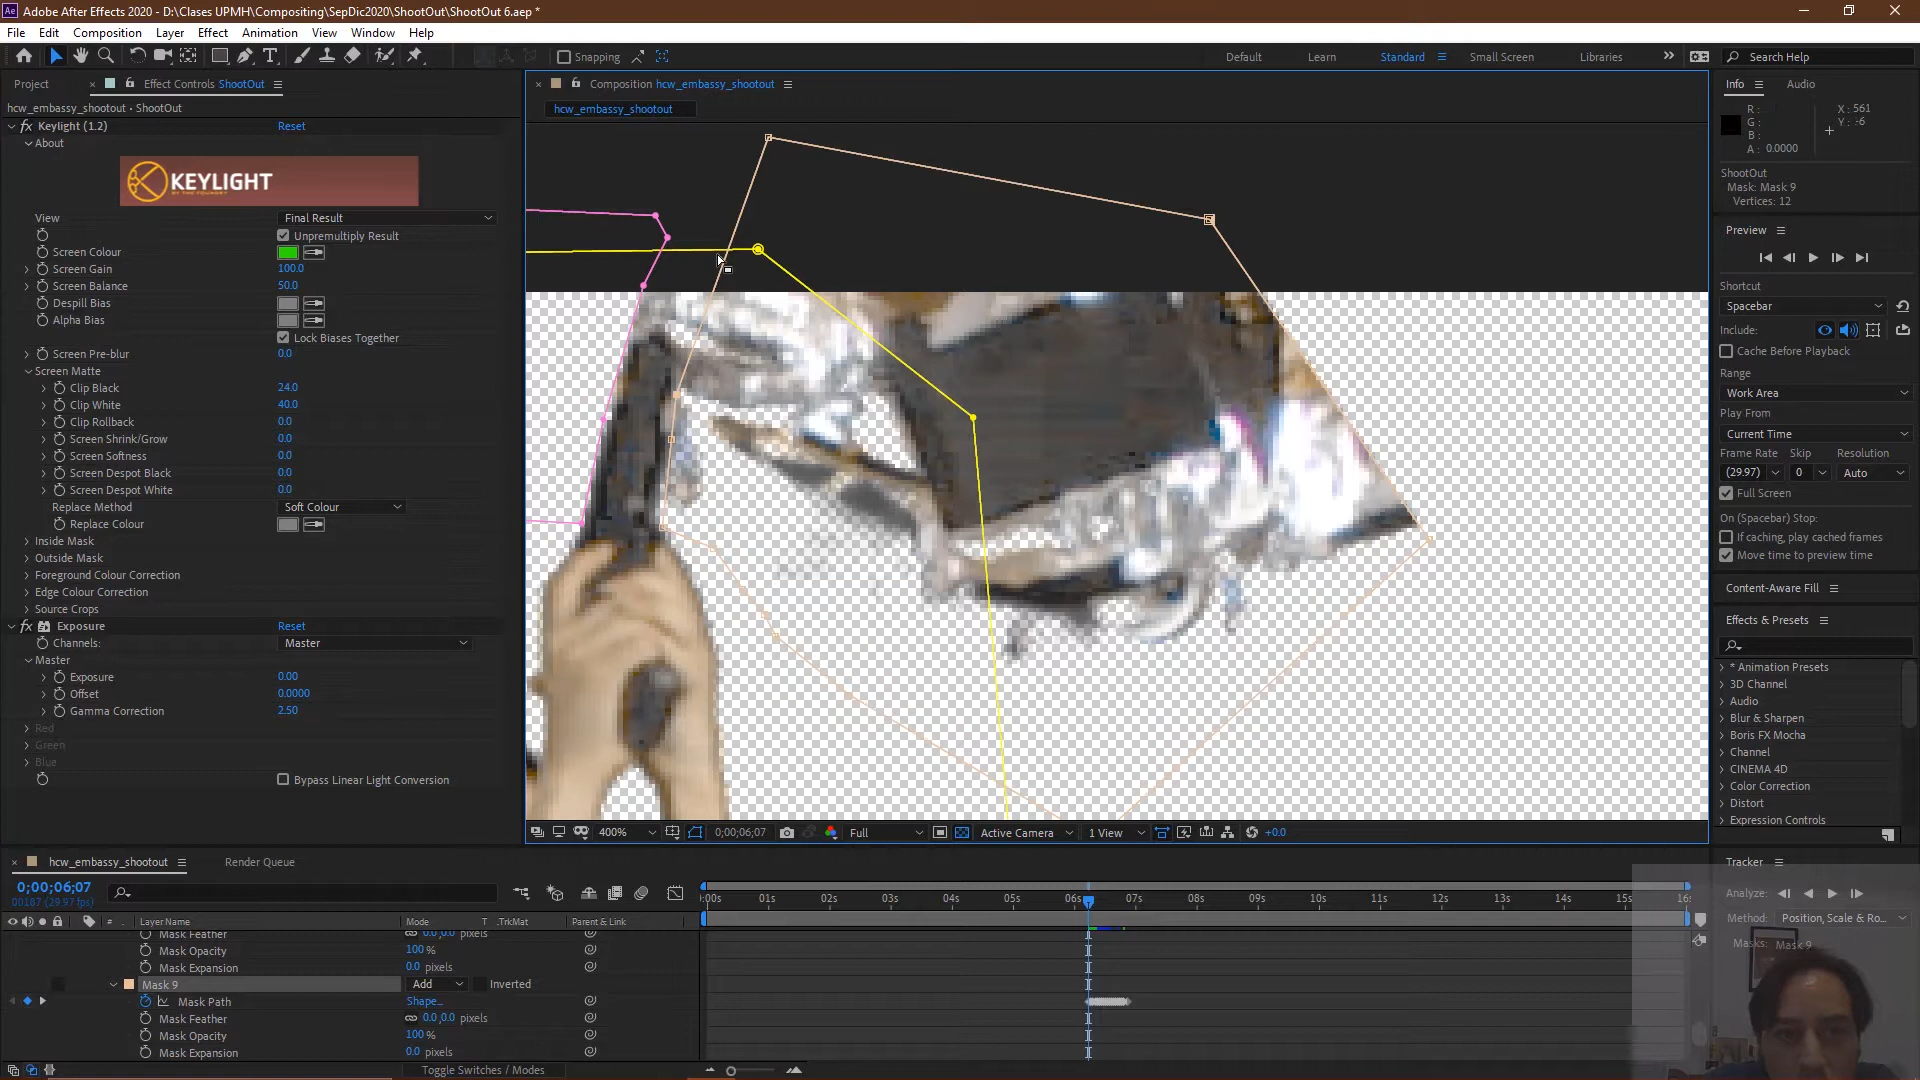 Adobe After Effects 2020 - D:\Clases UPMH\Compositing\SepDic2020\ShootOut\ShootOut 6.aep *
File Edit Composition Layer Effect Animation View Window Help
Snapping
Default Learn Standard Small Screen Libraries Search Help
Project Effect Controls ShootOut
Composition hcw_embassy_shootout
hcw_embassy_shootout
hcw_embassy_shootout • ShootOut
fx Keylight (1.2) Reset
About
KEYLIGHT
BY THE FOUNDRY
View Final Result
Unpremultiply Result
Screen Colour
Screen Gain 100.0
Screen Balance 50.0
Despill Bias
Alpha Bias
Lock Biases Together
Screen Pre-blur 0.0
Screen Matte
Clip Black 24.0
Clip White 40.0
Clip Rollback 0.0
Screen Shrink/Grow 0.0
Screen Softness 0.0
Screen Despot Black 0.0
Screen Despot White 0.0
Replace Method Soft Colour
Replace Colour
Inside Mask
Outside Mask
Foreground Colour Correction
Edge Colour Correction
Source Crops
fx Exposure Reset
Channels: Master
Master
Exposure 0.00
Offset 0.0000
Gamma Correction 2.50
Red
Green
Blue
Bypass Linear Light Conversion
400% 0;00;06;07 Full Active Camera 1 View +0.0
Info Audio
R : X : 561
G :
B :
A : 0.0000
ShootOut
Mask: Mask 9
Vertices: 12
Preview
Shortcut
Spacebar
Include:
Cache Before Playback
Range
Work Area
Play From
Current Time
Frame Rate Skip Resolution
(29.97) 0 Auto
Full Screen
On (Spacebar) Stop:
If caching, play cached frames
Move time to preview time
Content-Aware Fill
Effects & Presets
* Animation Presets
3D Channel
Audio
Blur & Sharpen
Boris FX Mocha
Channel
CINEMA 4D
Color Correction
Distort
Expression Controls
Tracker
Analyze:
Method: Position, Scale & Ro...
Masks: Mask 9
hcw_embassy_shootout Render Queue
0;00;06;07
00187 (29.97 fps)
:00s 01s 02s 03s 04s 05s 06s 07s 08s 09s 10s 11s 12s 13s 14s 15s 16s
# Layer Name Mode T .TrkMat Parent & Link
Mask Feather 0.0,0.0 pixels
Mask Opacity 100 %
Mask Expansion 0.0 pixels
Mask 9 Add Inverted
Mask Path Shape...
Mask Feather 0.0,0.0 pixels
Mask Opacity 100 %
Mask Expansion 0.0 pixels
Toggle Switches / Modes